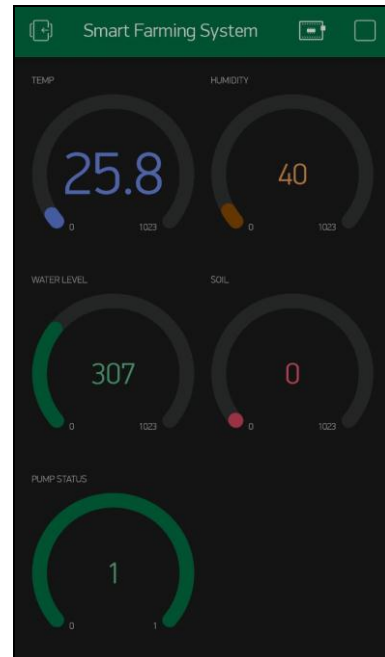 Smart Farming System
TEMP
25.8
0 1023
HUMIDITY
40
0 1023
WATER LEVEL
307
0 1023
SOIL
0
0 1023
PUMP STATUS
1
0 1